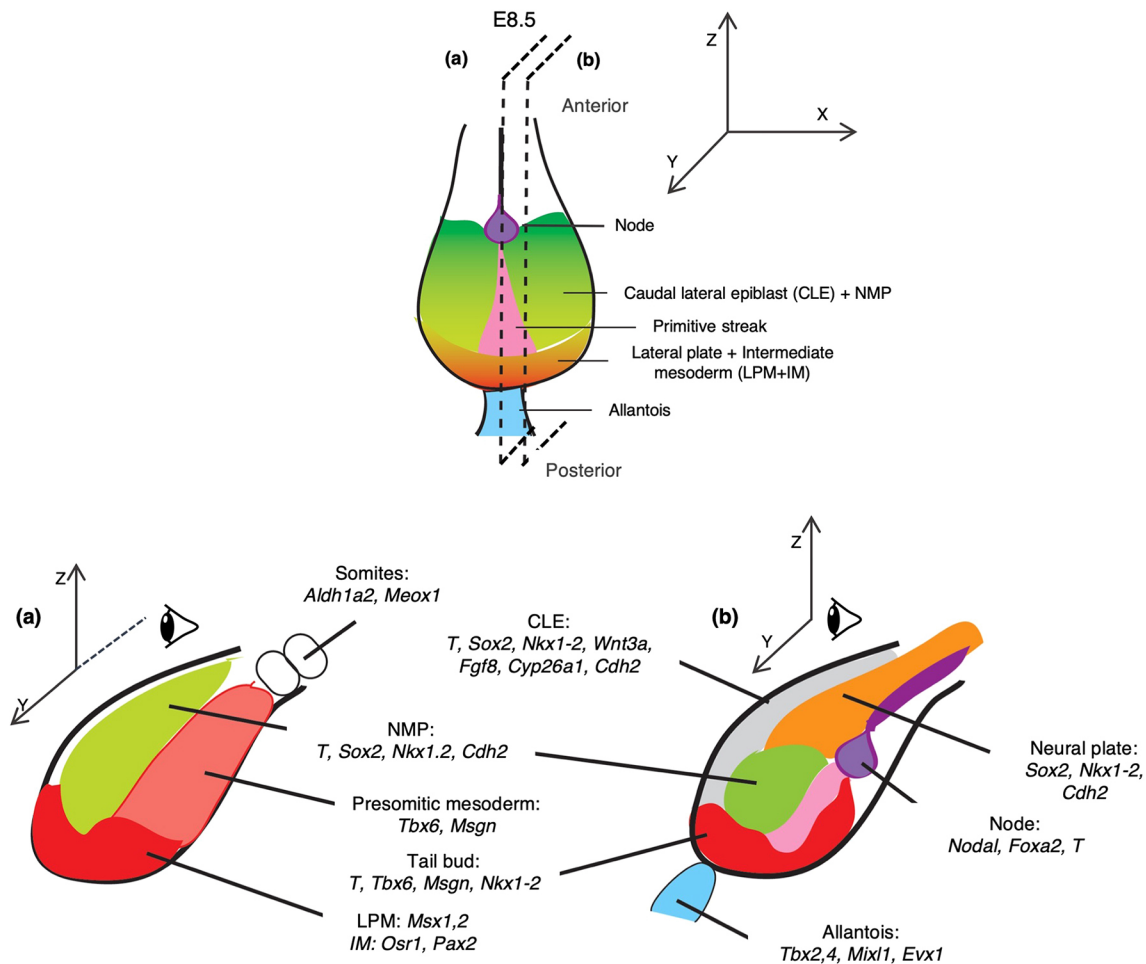 E8.5
(a)
(b)
Anterior
Z
X
Y
Node
Caudal lateral epiblast (CLE) + NMP
Primitive streak
Lateral plate + Intermediate
mesoderm (LPM+IM)
Allantois
Posterior
(a)
Z
Y
Somites:
Aldh1a2, Meox1
CLE:
T, Sox2, Nkx1-2, Wnt3a,
Fgf8, Cyp26a1, Cdh2
NMP:
T, Sox2, Nkx1.2, Cdh2
Presomitic mesoderm:
Tbx6, Msgn
Tail bud:
T, Tbx6, Msgn, Nkx1-2
LPM: Msx1,2
IM: Osr1, Pax2
(b)
Z
Y
Neural plate:
Sox2, Nkx1-2,
Cdh2
Node:
Nodal, Foxa2, T
Allantois:
Tbx2,4, Mixl1, Evx1